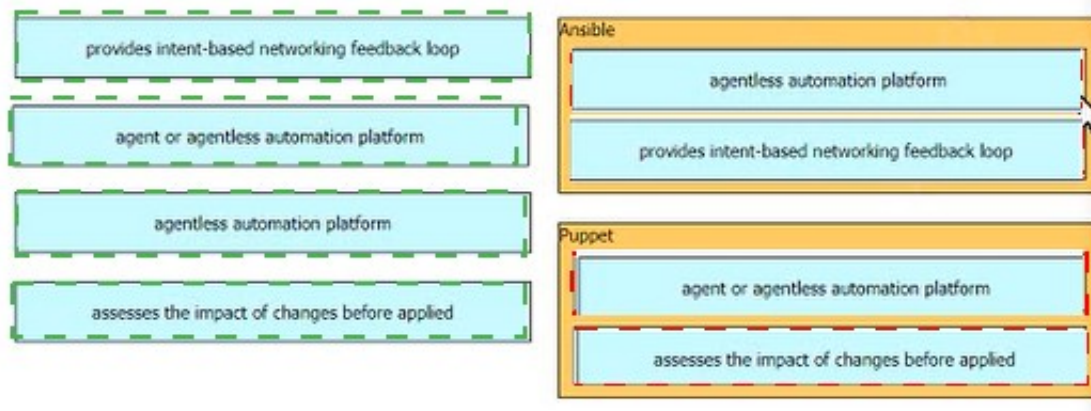 provides intent-based networking feedback loop
agent or agentless automation platform
agentless automation platform
assesses the impact of changes before applied
Ansible
agentless automation platform
provides intent-based networking feedback loop
Puppet
agent or agentless automation platform
assesses the impact of changes before applied